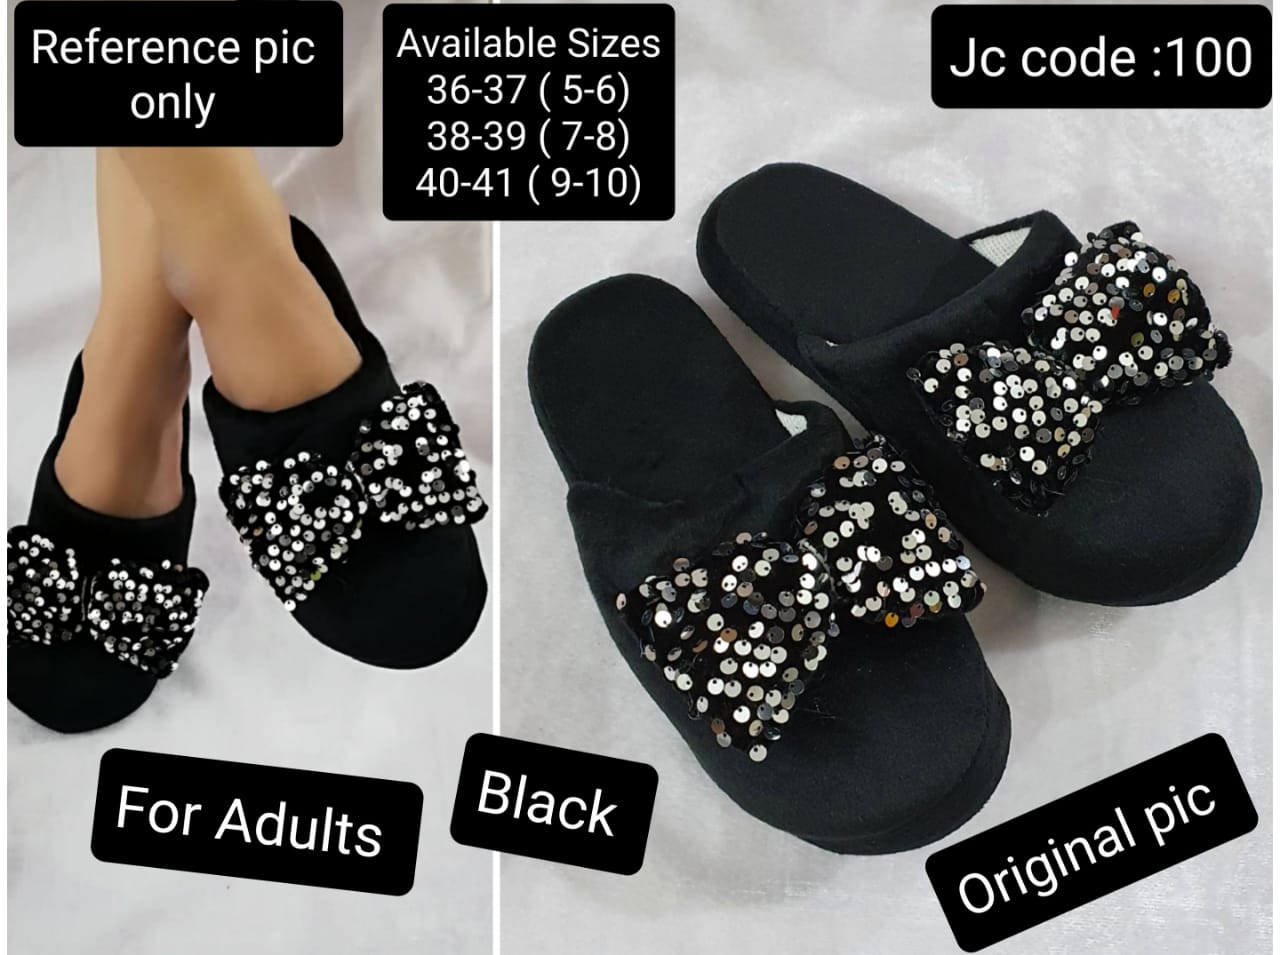 Reference pic
only
Available Sizes
36-37 ( 5-6)
38-39 ( 7-8)
40-41 ( 9-10)
Jc code :100
For Adults
Black
Original pic